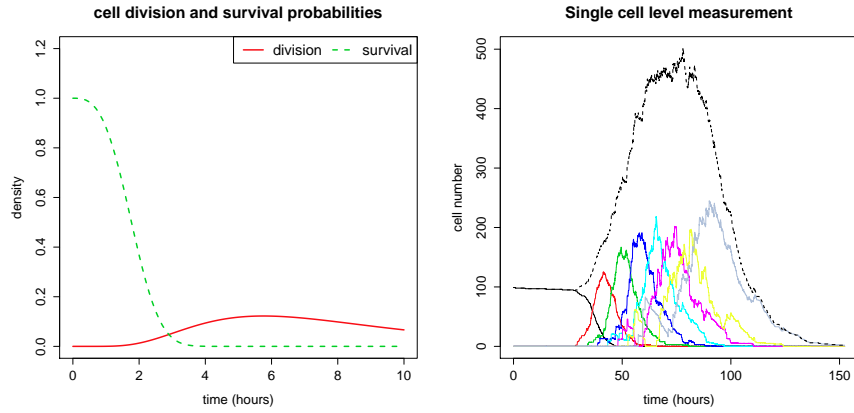 cell division and survival probabilities
division
survival
density
0.0
0.2
0.4
0.6
0.8
1.0
1.2
0 2 4 6 8 10
time (hours)
Single cell level measurement
cell number
0
100
200
300
400
500
0 50 100 150
time (hours)